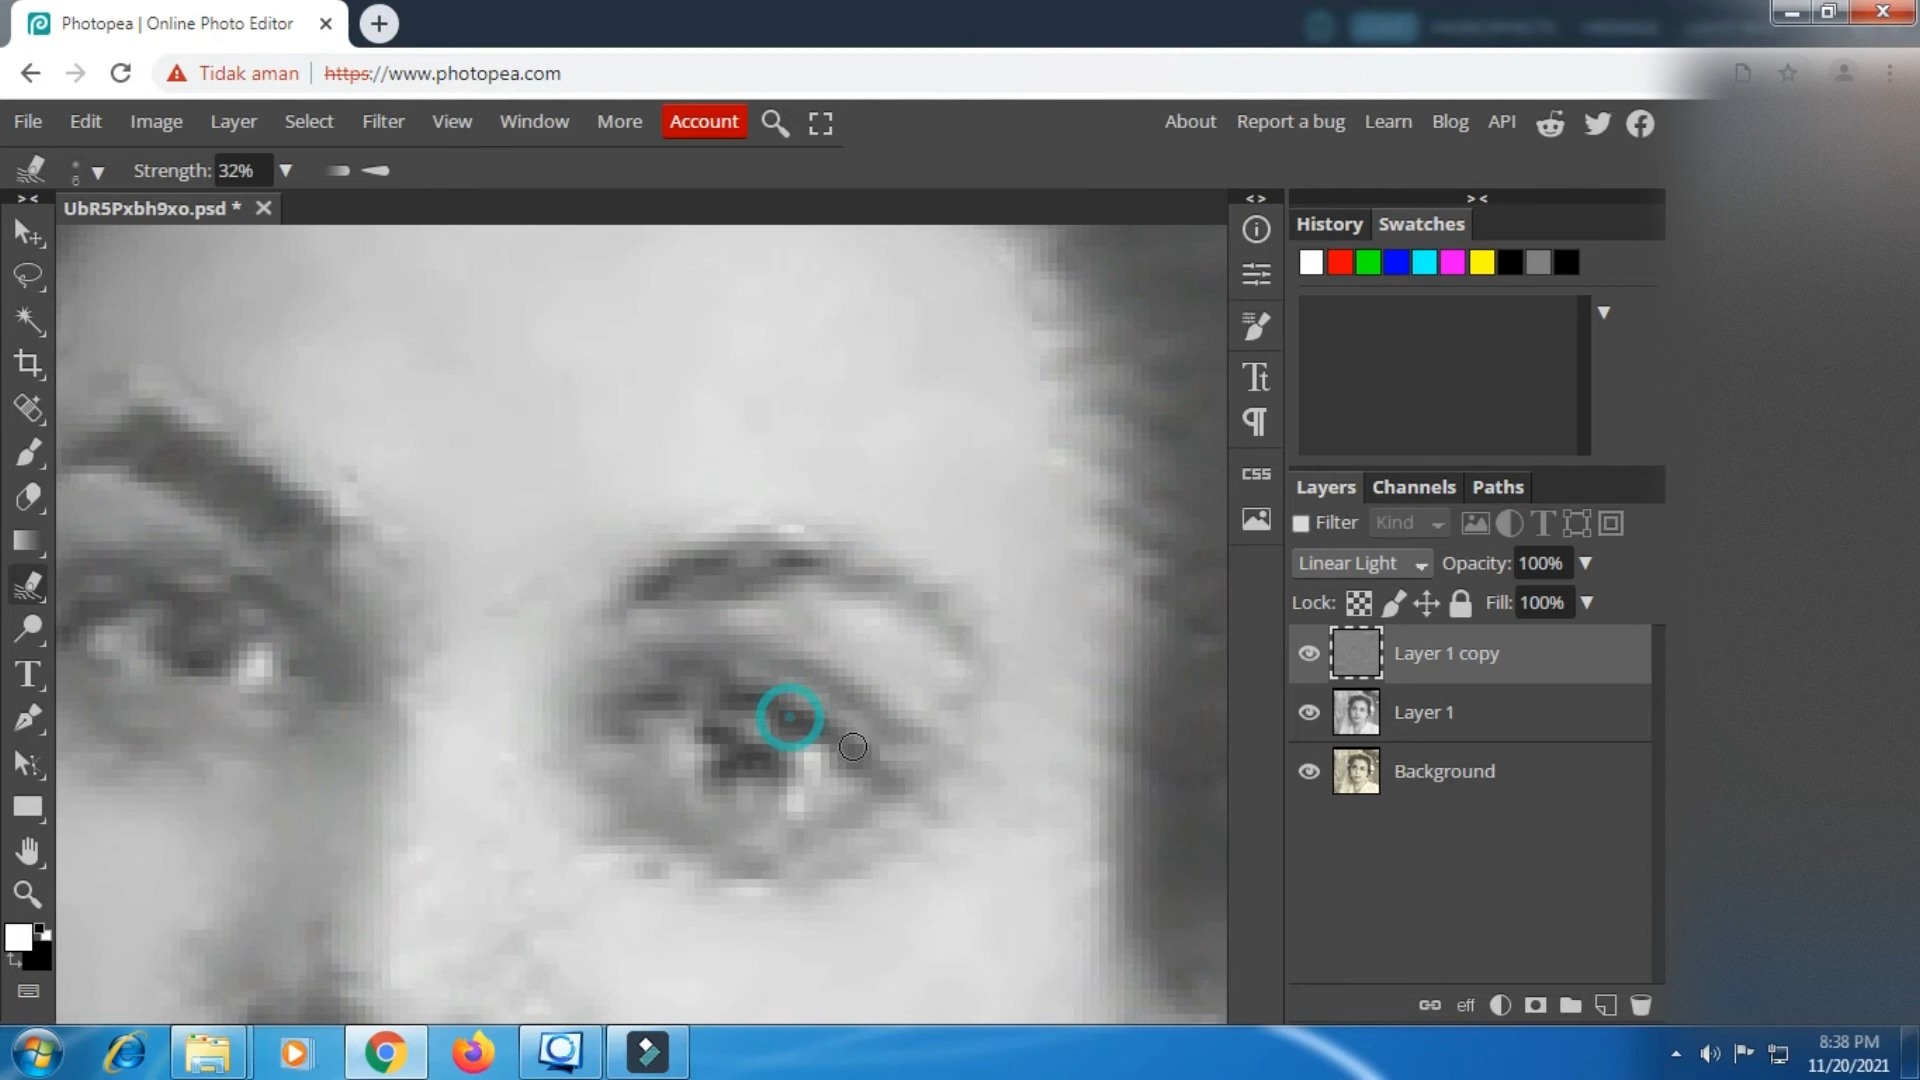 Photopea | Online Photo Editor
Tidak aman | https://www.photopea.com
File Edit Image Layer Select Filter View Window More Account About Report a bug Learn Blog API
6 Strength: 32%
> < UbR5Pxbh9xo.psd * < > > <
History Swatches
CSS
Layers Channels Paths
Filter Kind T
Linear Light Opacity: 100%
Lock: Fill: 100%
Layer 1 copy
Layer 1
Background
eff
8:38 PM
11/20/2021